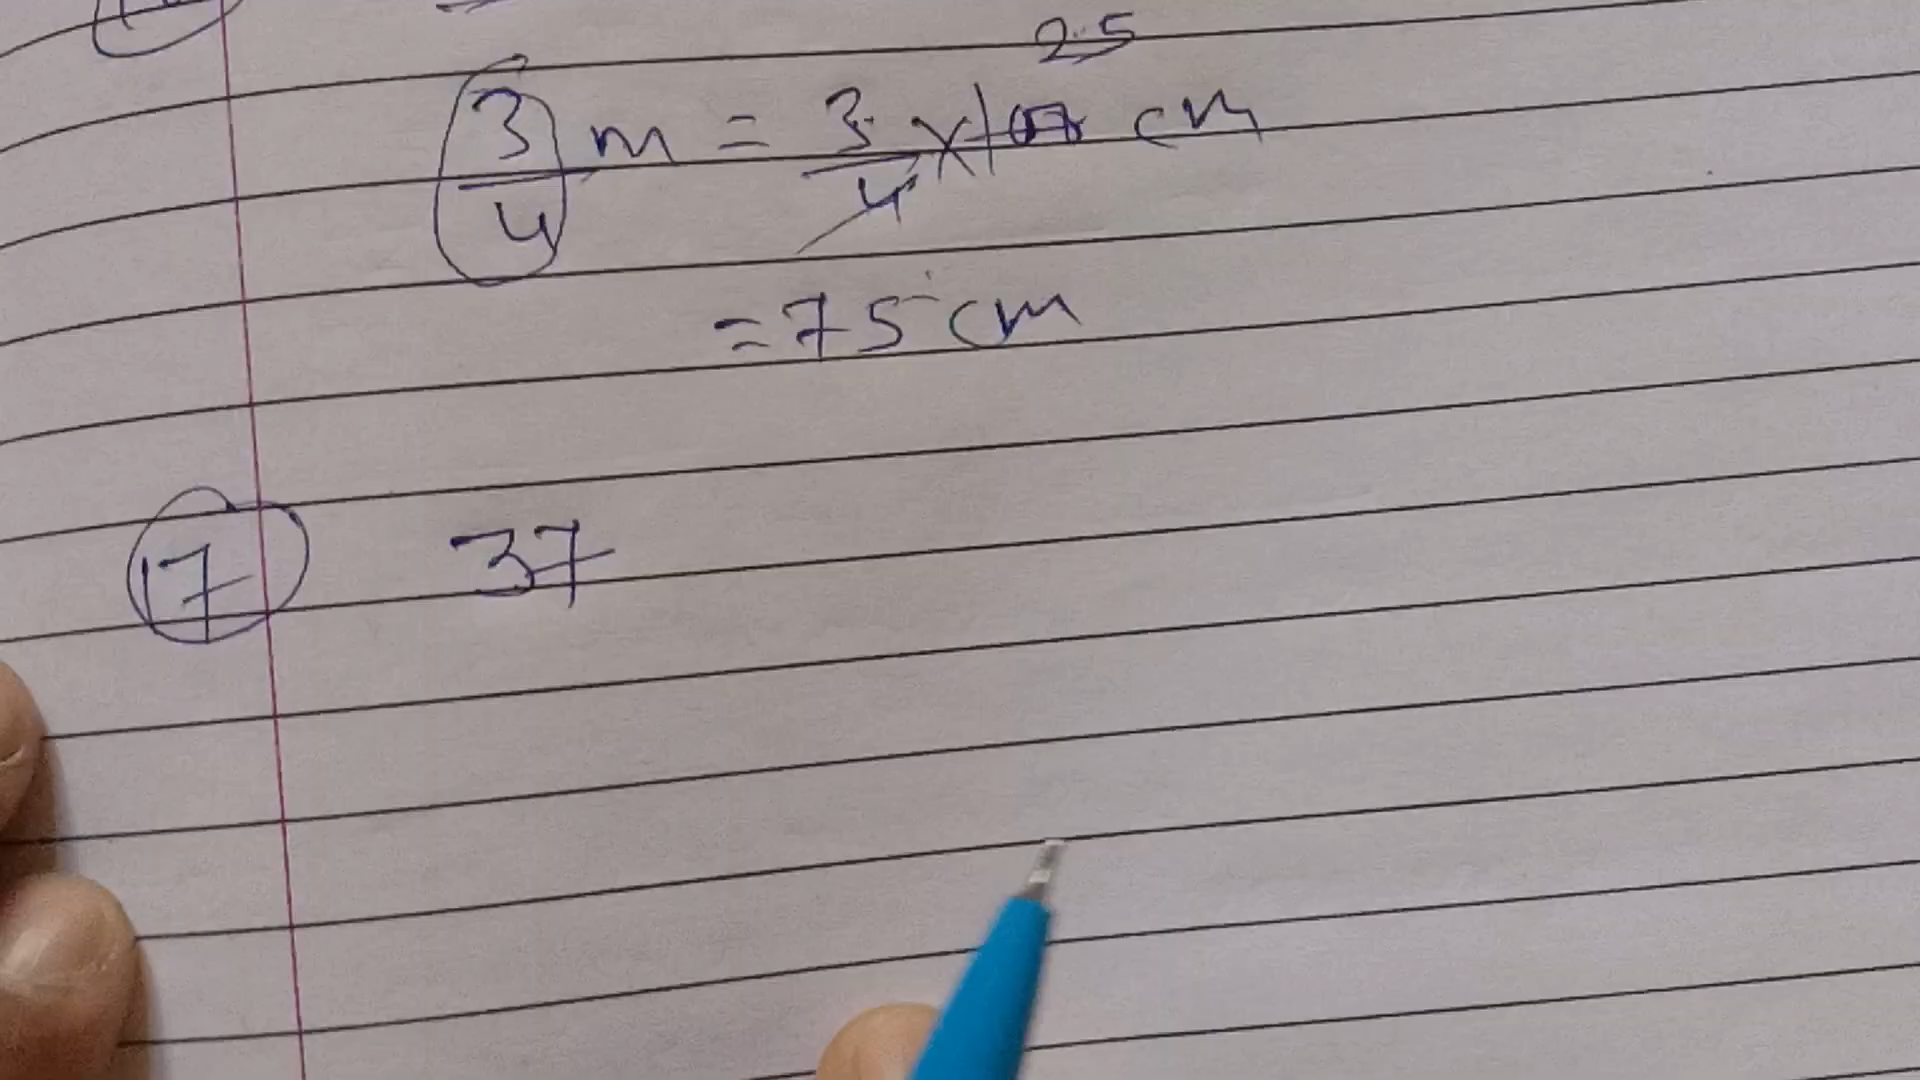 25
3/4 m = 3/4 x 100 cm
= 75 cm
17 37